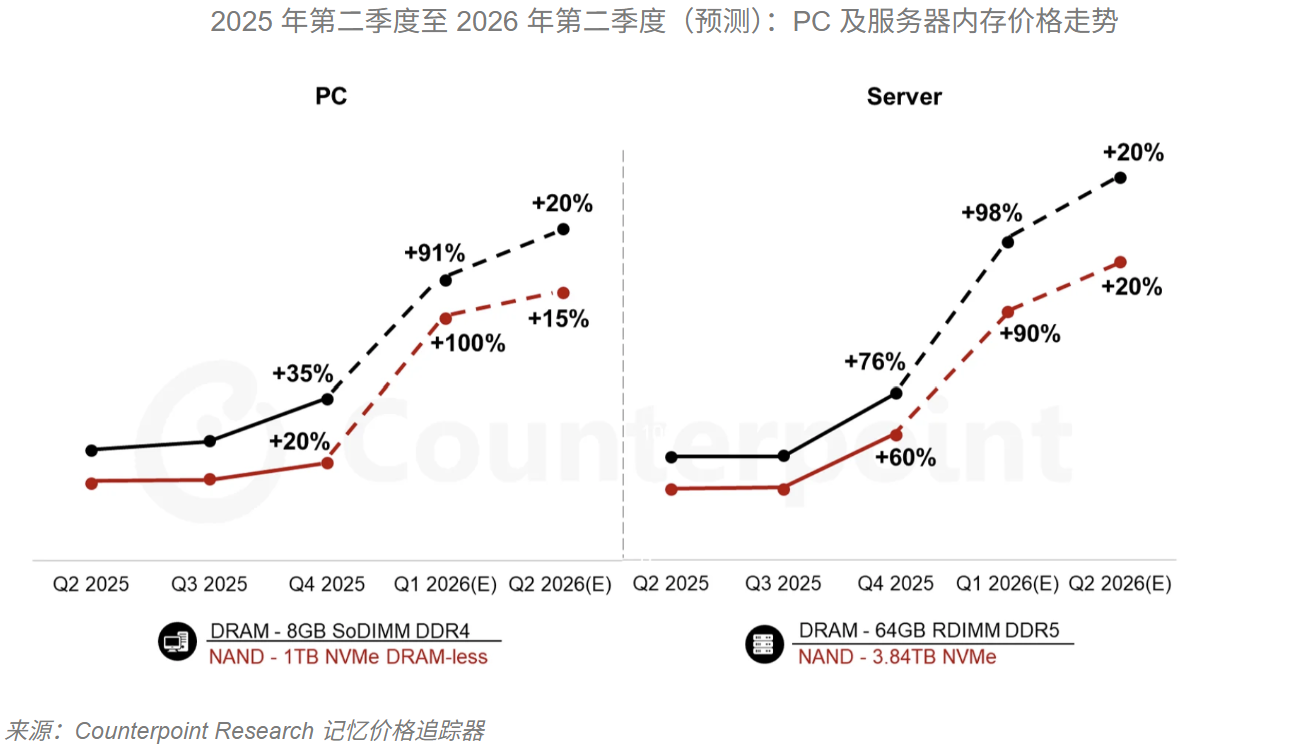 2025 年第二季度至 2026 年第二季度（预测）：PC 及服务器内存价格走势
PC
Server
+35%
+91%
+20%
+20%
+100%
+15%
+76%
+98%
+20%
+60%
+90%
+20%
Counterpoint
Q2 2025 Q3 2025 Q4 2025 Q1 2026(E) Q2 2026(E)
Q2 2025 Q3 2025 Q4 2025 Q1 2026(E) Q2 2026(E)
DRAM - 8GB SoDIMM DDR4
NAND - 1TB NVMe DRAM-less
DRAM - 64GB RDIMM DDR5
NAND - 3.84TB NVMe
来源：Counterpoint Research 记忆价格追踪器